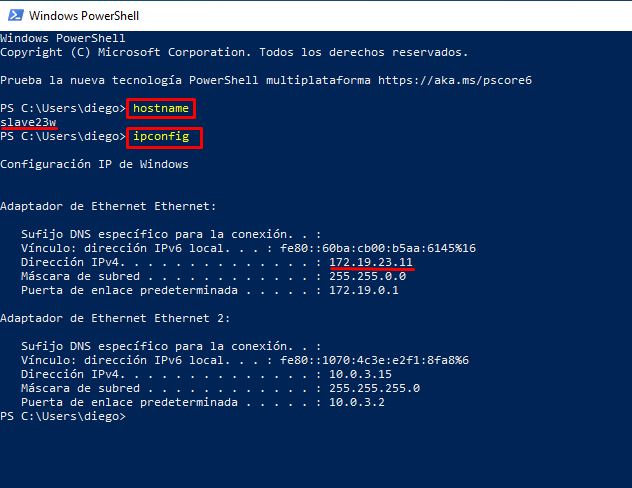 Windows PowerShell
Windows PowerShell
Copyright (C) Microsoft Corporation. Todos los derechos reservados.
Prueba la nueva tecnología PowerShell multiplataforma https://aka.ms/pscore6
PS C:\Users\diego> hostname
slave23w
PS C:\Users\diego> ipconfig
Configuración IP de Windows
Adaptador de Ethernet Ethernet:
   Sufijo DNS específico para la conexión. . :
   Vínculo: dirección IPv6 local. . . : fe80::60ba:cb00:b5aa:6145%16
   Dirección IPv4. . . . . . . . . . . . . . : 172.19.23.11
   Máscara de subred . . . . . . . . . . . . : 255.255.0.0
   Puerta de enlace predeterminada . . . . . : 172.19.0.1
Adaptador de Ethernet Ethernet 2:
   Sufijo DNS específico para la conexión. . :
   Vínculo: dirección IPv6 local. . . : fe80::1070:4c3e:e2f1:8fa8%6
   Dirección IPv4. . . . . . . . . . . . . . : 10.0.3.15
   Máscara de subred . . . . . . . . . . . . : 255.255.255.0
   Puerta de enlace predeterminada . . . . . : 10.0.3.2
PS C:\Users\diego>